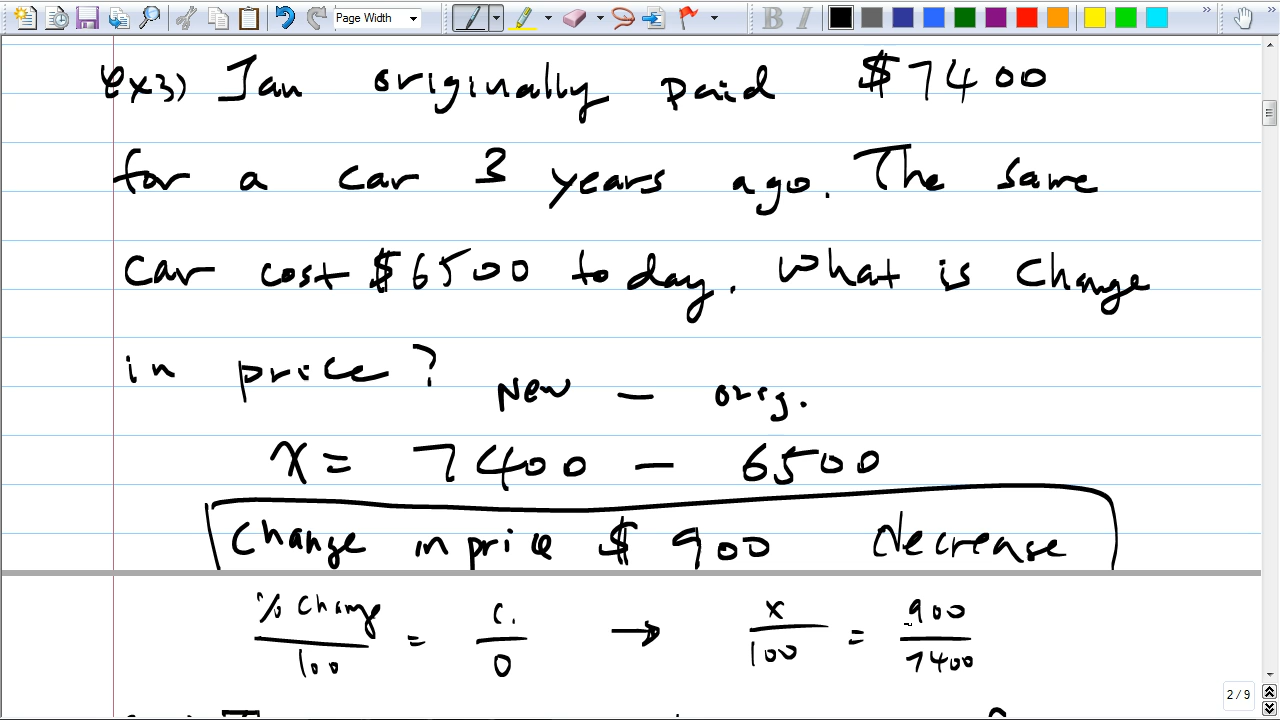 Page Width
B I
ex3) Jan originally paid $7400
for a car 3 years ago. The same
car cost $6500 today. What is change
in price?
New - orig.
x = 7400 - 6500
Change in price $900 decrease
% change / 100 = C. / O → x / 100 = 900 / 7400
2/9